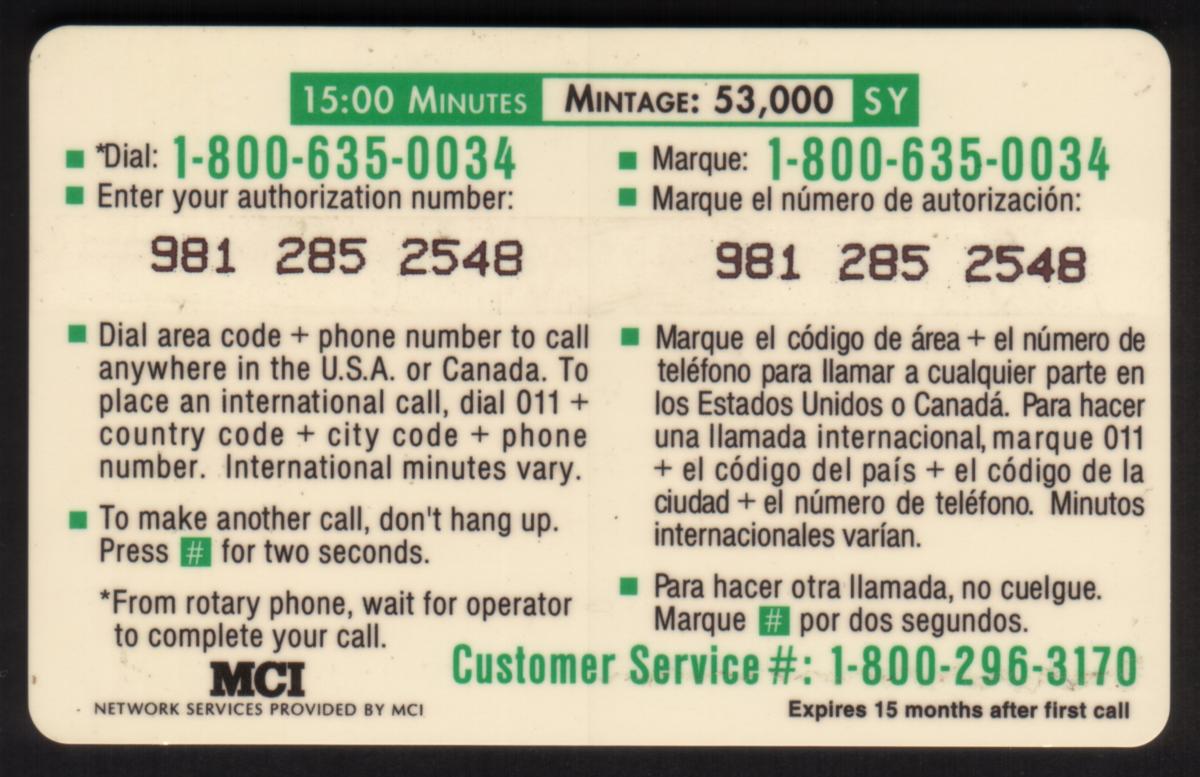 15:00 MINUTES MINTAGE: 53,000 SY
*Dial: 1-800-635-0034
Enter your authorization number:
981 285 2548
Dial area code + phone number to call
anywhere in the U.S.A. or Canada. To
place an international call, dial 011 +
country code + city code + phone
number. International minutes vary.
To make another call, don't hang up.
Press # for two seconds.
*From rotary phone, wait for operator
to complete your call.
Marque: 1-800-635-0034
Marque el número de autorización:
981 285 2548
Marque el código de área + el número de
teléfono para llamar a cualquier parte en
los Estados Unidos o Canadá. Para hacer
una llamada internacional, marque 011
+ el código del país + el código de la
ciudad + el número de teléfono. Minutos
internacionales varían.
Para hacer otra llamada, no cuelgue.
Marque # por dos segundos.
Customer Service #: 1-800-296-3170
MCI
NETWORK SERVICES PROVIDED BY MCI
Expires 15 months after first call